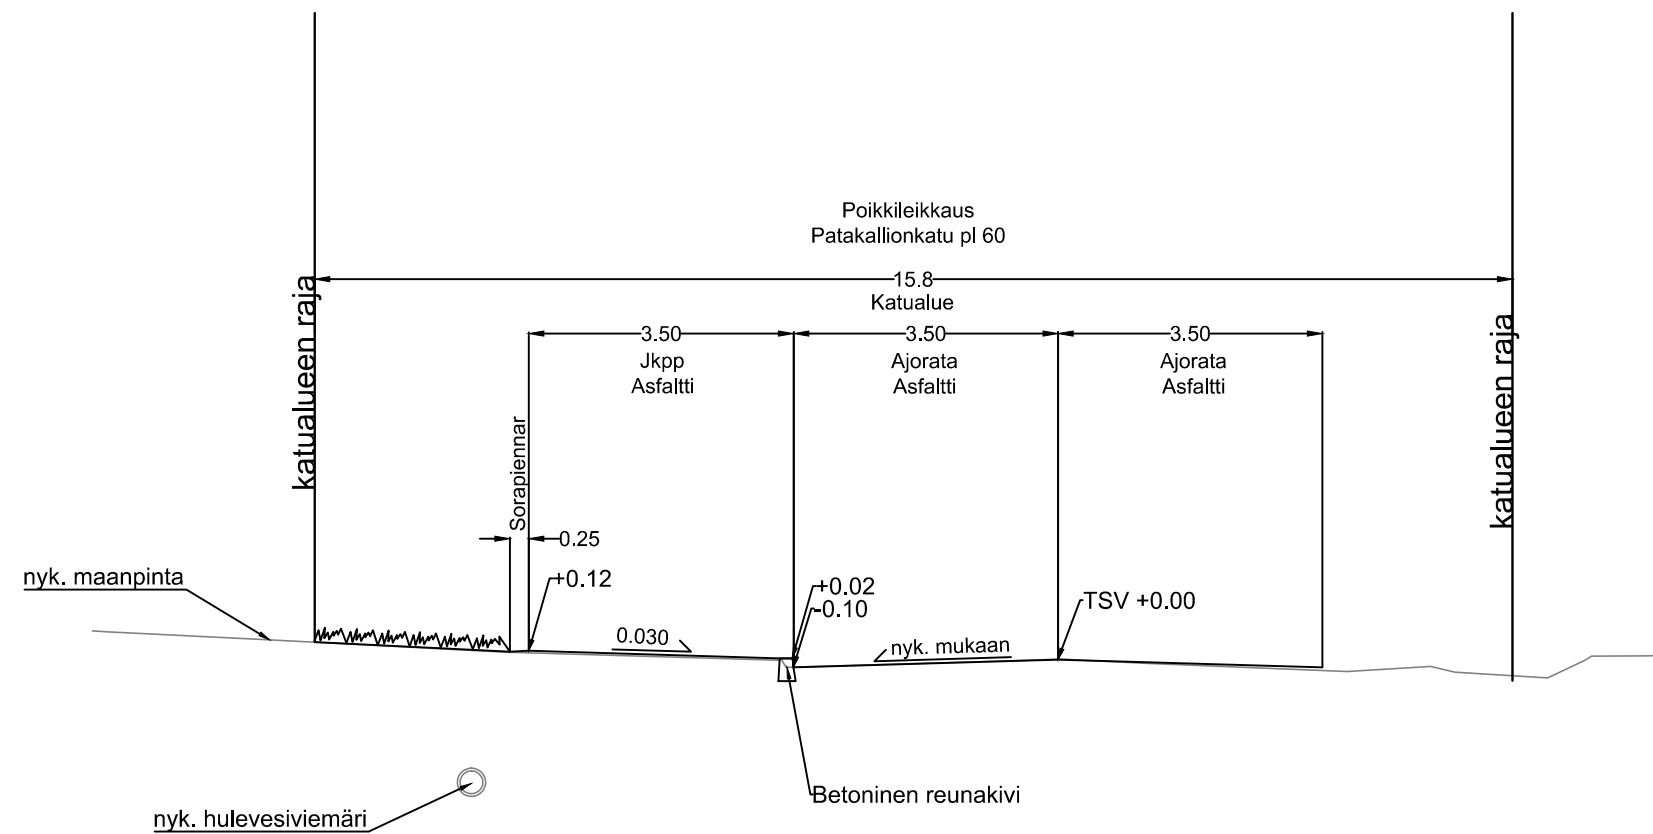 Poikkileikkaus
Patakallionkatu pl 60
15.8
Katualue
katualueen raja
katualueen raja
3.50
Jkpp
Asfaltti
3.50
Ajorata
Asfaltti
3.50
Ajorata
Asfaltti
Sorapiennar
0.25
nyk. maanpinta
+0.12
+0.02
-0.10
TSV +0.00
0.030
nyk. mukaan
Betoninen reunakivi
nyk. hulevesiviemäri